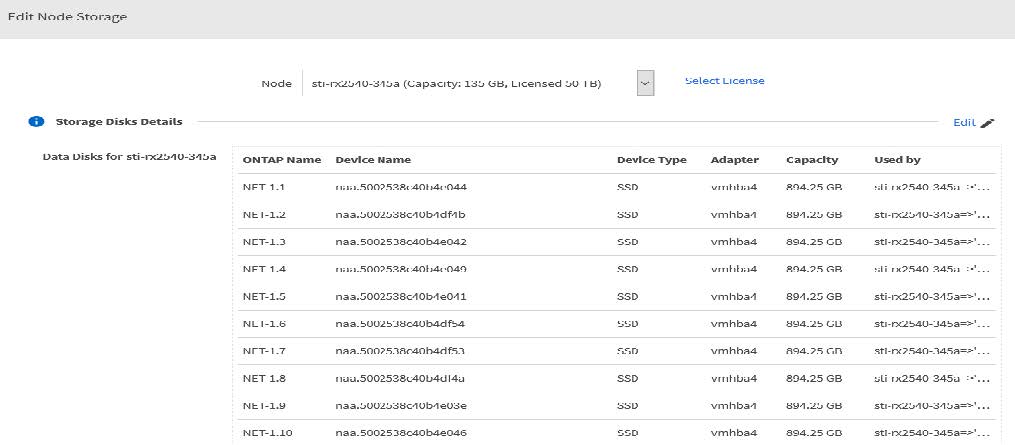 Edit Node Storage
Node sti-rx2540-345a (Capacity: 135 GB, Licensed 50 TB) Select License
Storage Disks Details Edit
Data Disks for sti-rx2540-345a
ONTAP Name Device Name Device Type Adapter Capacity Used by
NET-1.1 naa.5002538c40b4e044 SSD vmhba4 894.25 GB sti-rx2540-345a=>'...
NET-1.2 naa.5002538c40b4df4b SSD vmhba4 894.25 GB sti-rx2540-345a=>'...
NET-1.3 naa.5002538c40b4e042 SSD vmhba4 894.25 GB sti-rx2540-345a=>'...
NET-1.4 naa.5002538c40b4e049 SSD vmhba4 894.25 GB sti-rx2540-345a=>'...
NET-1.5 naa.5002538c40b4e041 SSD vmhba4 894.25 GB sti-rx2540-345a=>'...
NET-1.6 naa.5002538c40b4df54 SSD vmhba4 894.25 GB sti-rx2540-345a=>'...
NET-1.7 naa.5002538c40b4df53 SSD vmhba4 894.25 GB sti-rx2540-345a=>'...
NET-1.8 naa.5002538c40b4df4a SSD vmhba4 894.25 GB sti-rx2540-345a=>'...
NET-1.9 naa.5002538c40b4e03e SSD vmhba4 894.25 GB sti-rx2540-345a=>'...
NET-1.10 naa.5002538c40b4e046 SSD vmhba4 894.25 GB sti-rx2540-345a=>'...